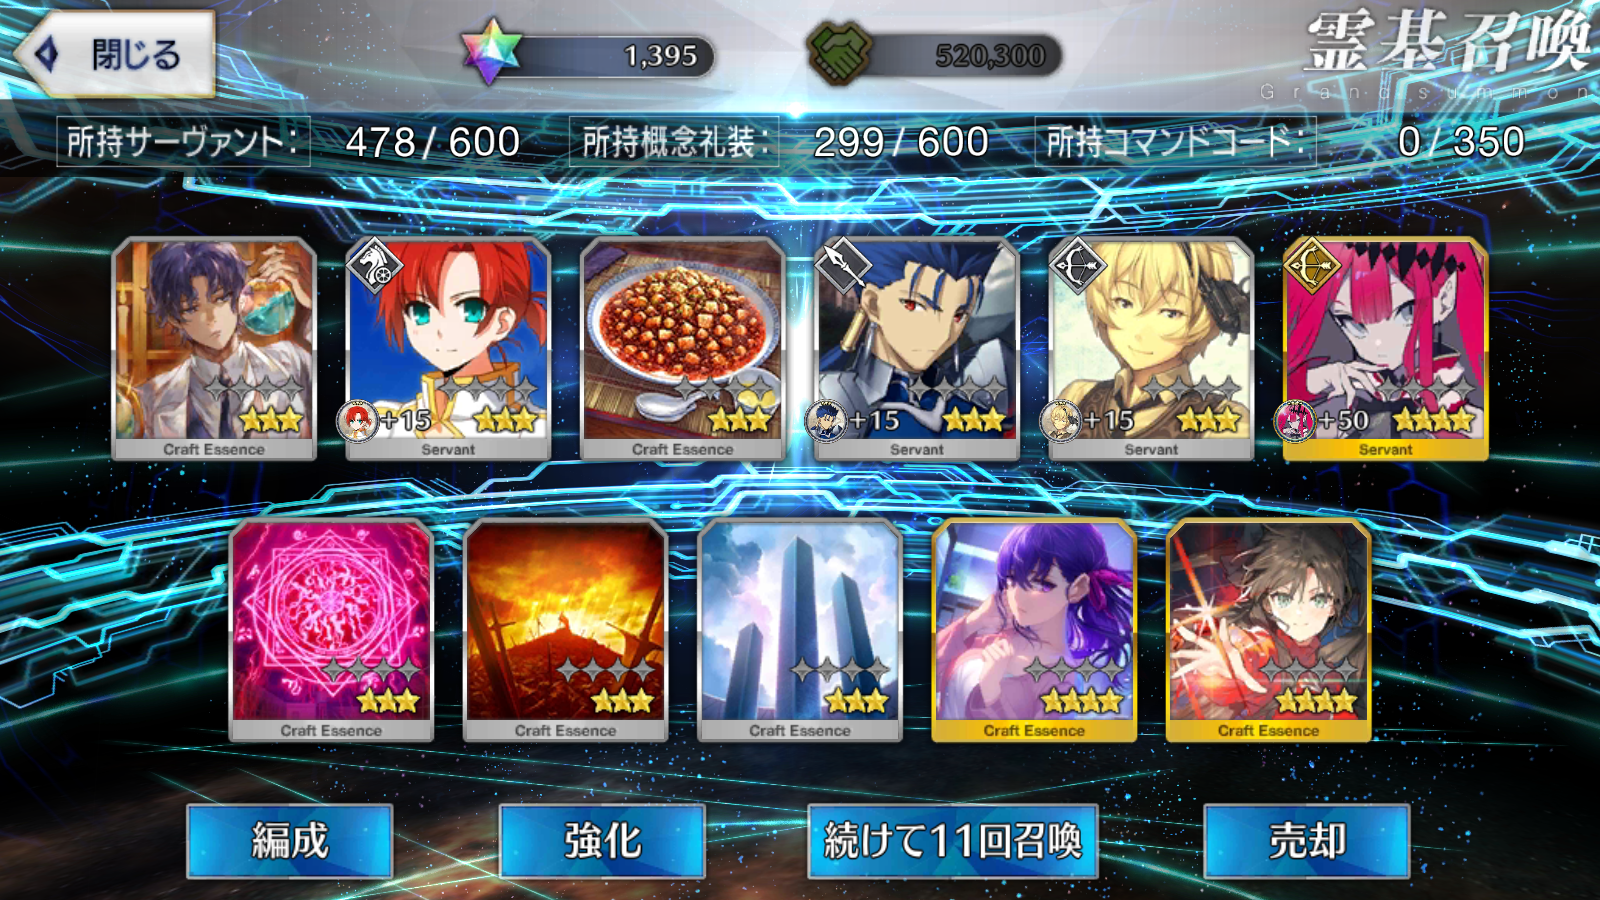 閉じる
1,395
520,300
霊基召喚
Grand summon
所持サーヴァント: 478 / 600
所持概念礼装: 299 / 600
所持コマンドコード: 0 / 350
+15
+15
+15
+50
Craft Essence
Servant
Craft Essence
Servant
Servant
Servant
Craft Essence
Craft Essence
Craft Essence
Craft Essence
Craft Essence
編成
強化
続けて11回召喚
売却